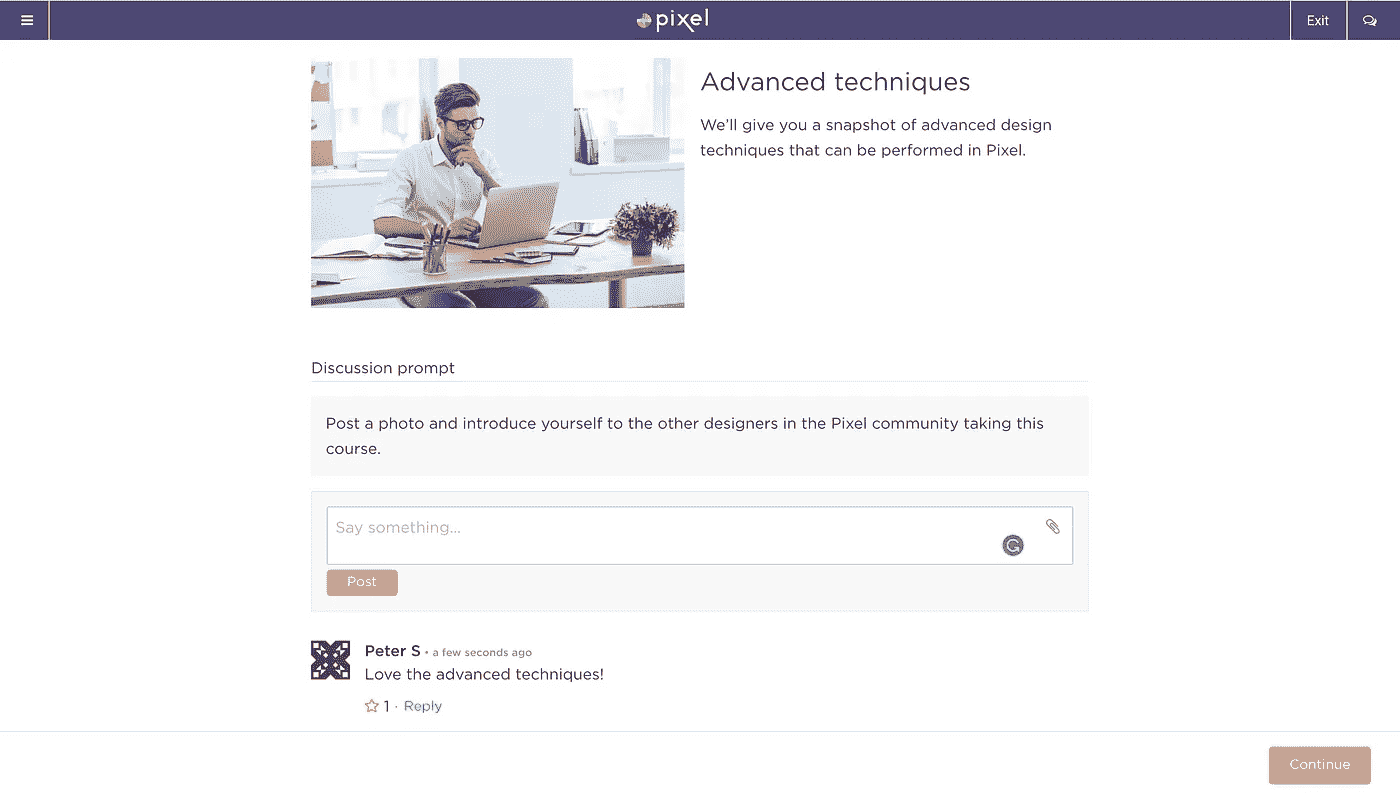 pixel
Exit
Advanced techniques
We'll give you a snapshot of advanced design
techniques that can be performed in Pixel.
Discussion prompt
Post a photo and introduce yourself to the other designers in the Pixel community taking this
course.
Say something...
Post
Peter S • a few seconds ago
Love the advanced techniques!
1 · Reply
Continue